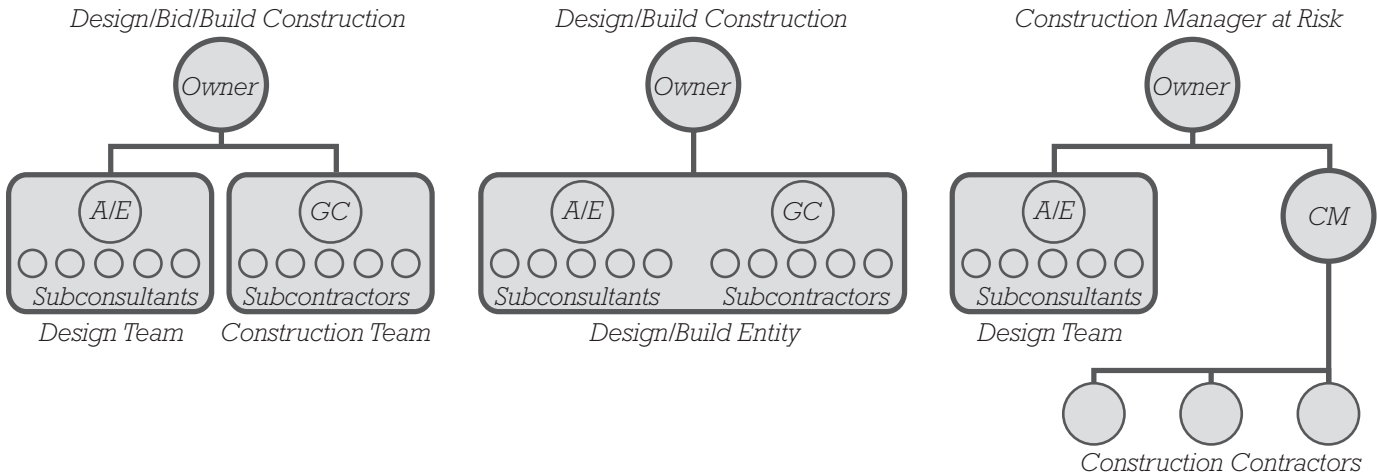 Design/Bid/Build Construction
Owner
A/E
GC
Subconsultants
Subcontractors
Design Team
Construction Team
Design/Build Construction
Owner
A/E
GC
Subconsultants
Subcontractors
Design/Build Entity
Construction Manager at Risk
Owner
A/E
CM
Subconsultants
Design Team
Construction Contractors